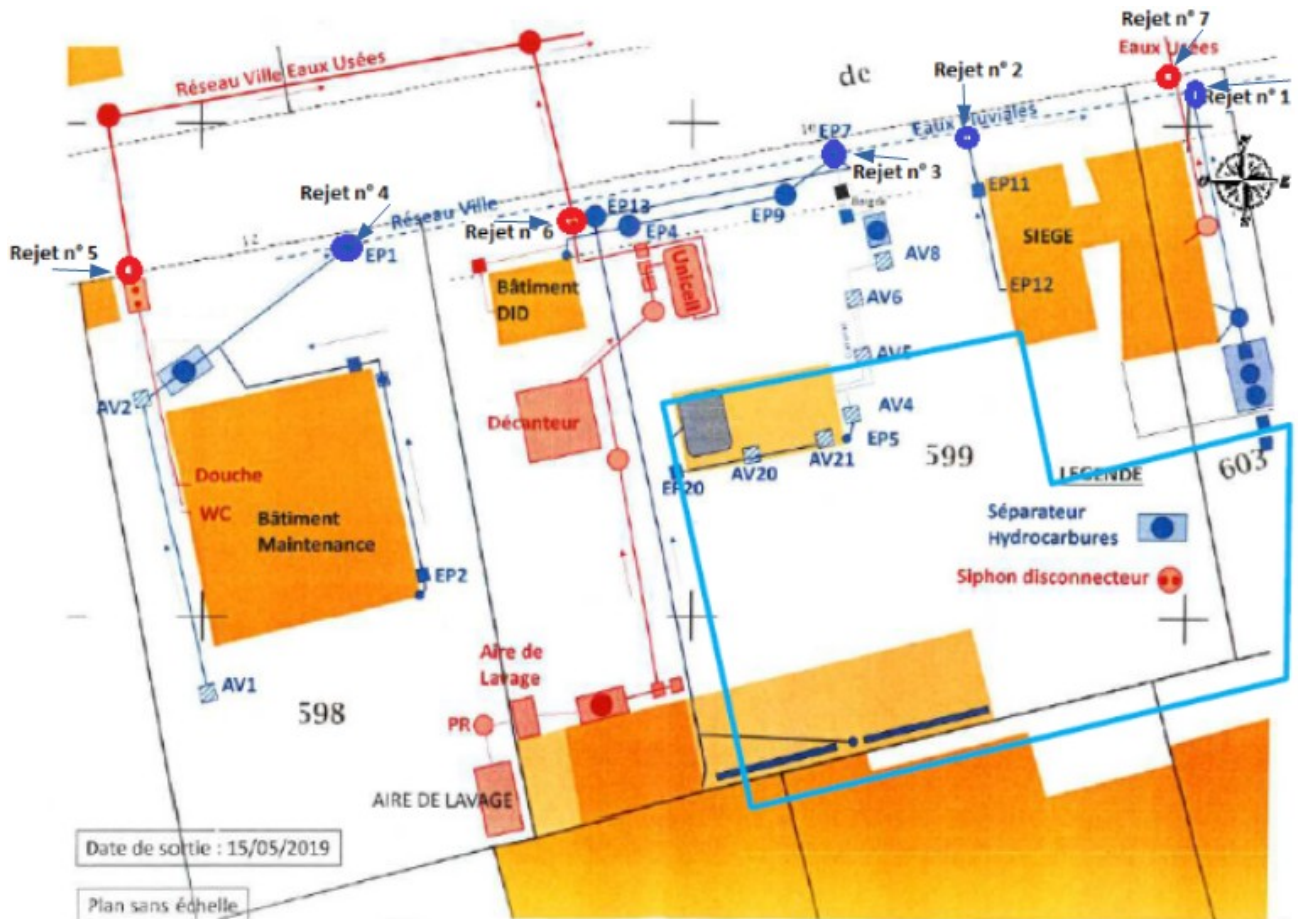 Rejet n° 7
Eaux Usées
Réseau Ville Eaux Usées
de
Rejet n° 2
Rejet n° 1
Eaux Pluviales
EP7
Rejet n° 3
Rejet n° 4
Réseau Ville
EP13
EP9
EP11
Rejet n° 6
EP4
O
E
SIEGE
Rejet n° 5
EP1
12
AV8
Unicell
EP12
Bâtiment
DID
AV6
AV5
AV2
Décanteur
AV4
EP5
599
603
AV21
AV20
EP20
LEGENDE
Douche
WC
Bâtiment
Maintenance
Séparateur
Hydrocarbures
EP2
Siphon disconnecteur
Aire de
Lavage
AV1
598
PR
AIRE DE LAVAGE
Date de sortie : 15/05/2019
Plan sans échelle